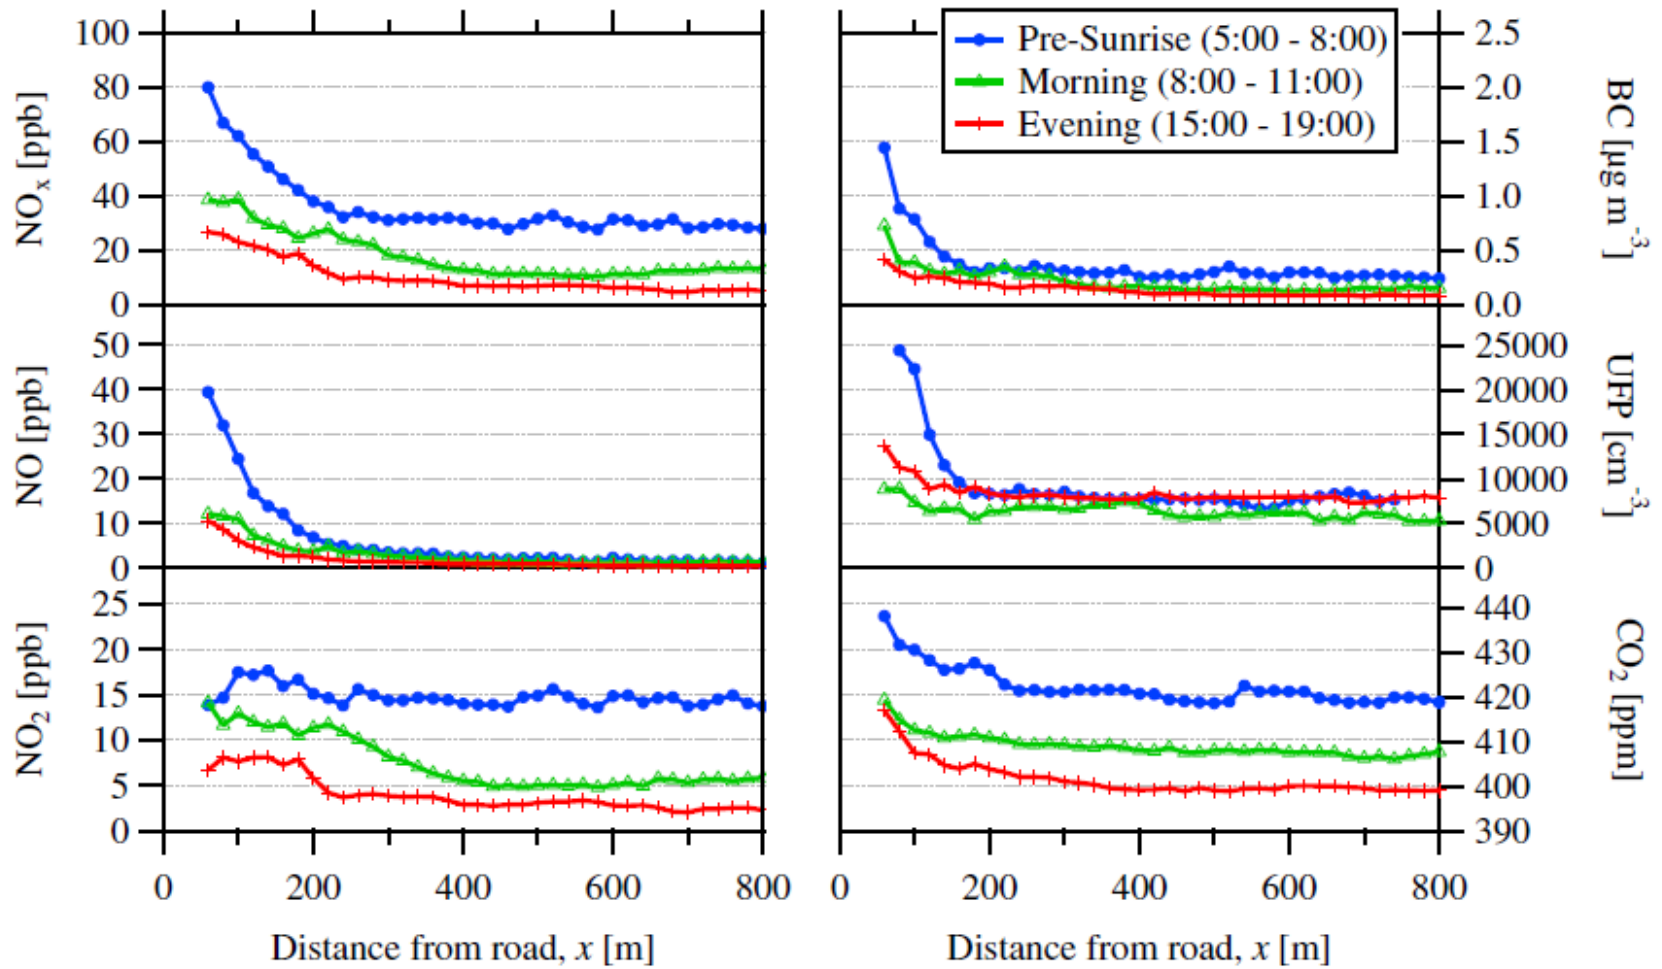 NOx [ppb]
100
80
60
40
20
0
NO [ppb]
50
40
30
20
10
0
NO2 [ppb]
25
20
15
10
5
0
0 200 400 600 800
Distance from road, x [m]
Pre-Sunrise (5:00 - 8:00)
Morning (8:00 - 11:00)
Evening (15:00 - 19:00)
2.5
2.0
1.5
1.0
0.5
0.0
BC [μg m⁻³]
25000
20000
15000
10000
5000
0
UFP [cm⁻³]
440
430
420
410
400
390
CO2 [ppm]
0 200 400 600 800
Distance from road, x [m]